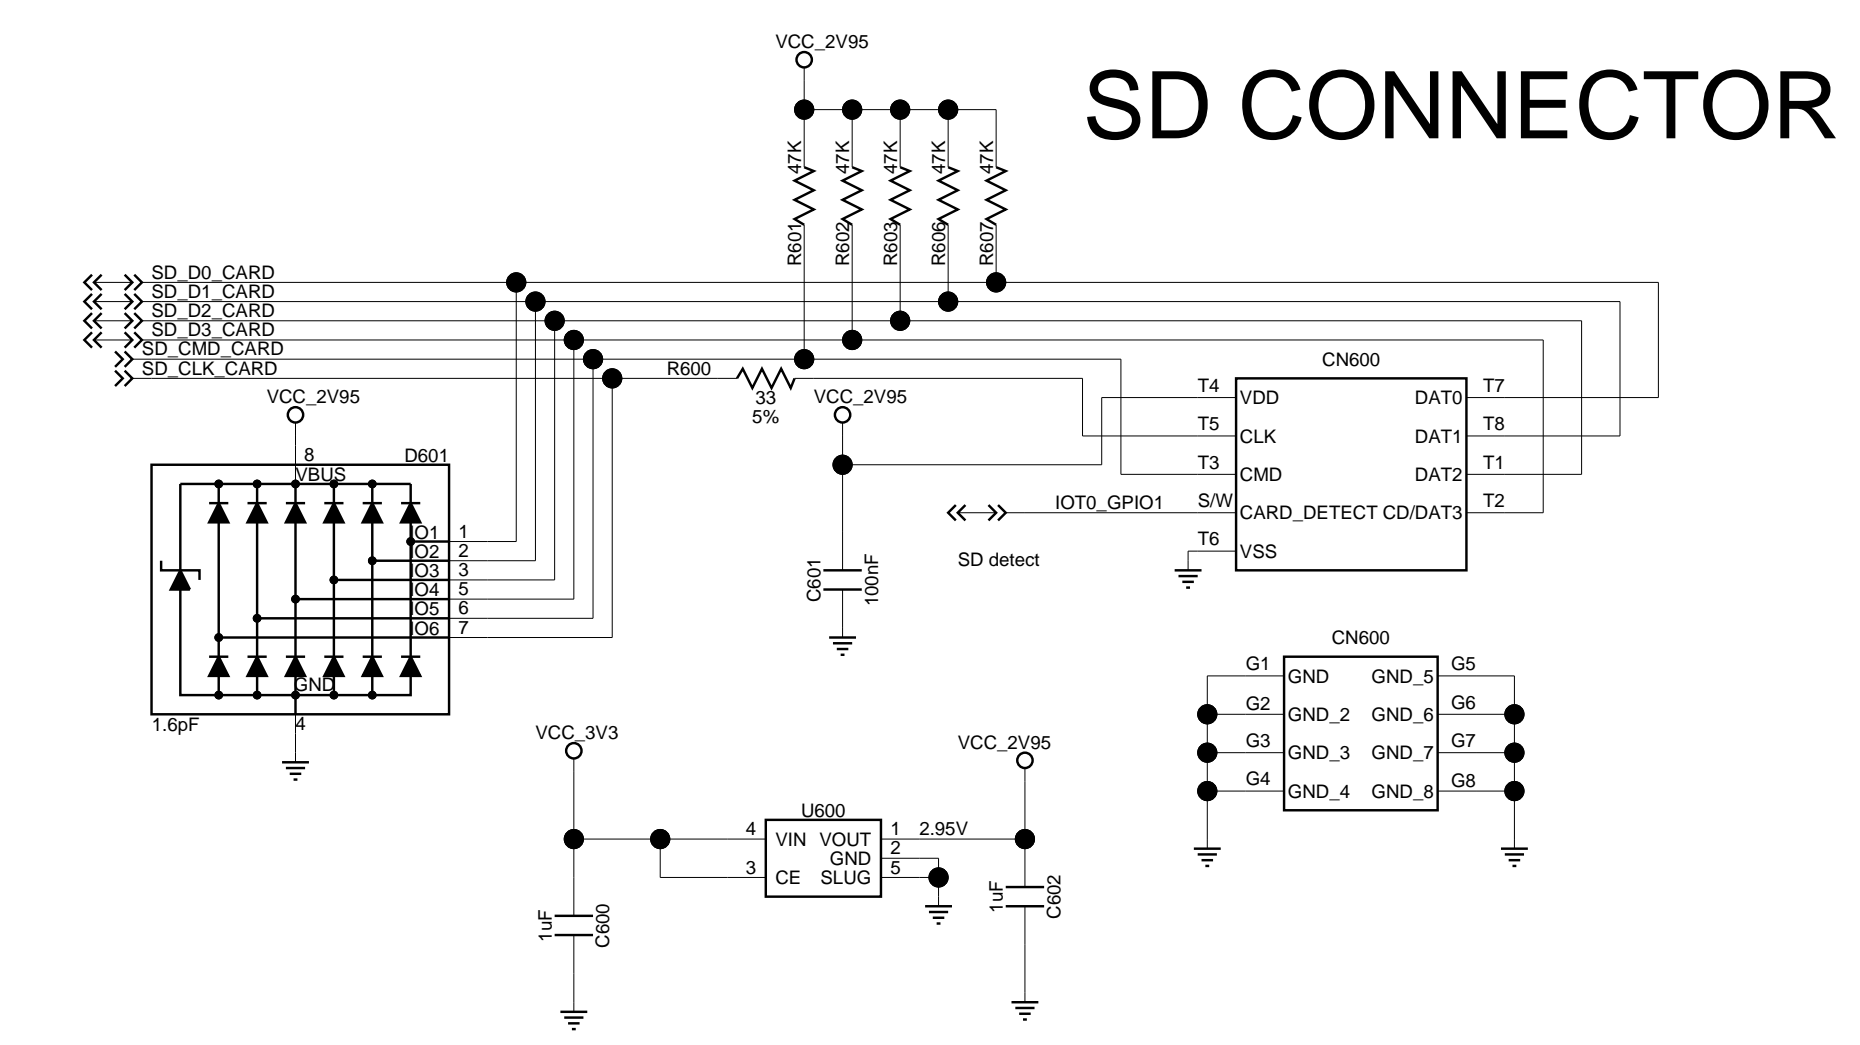 SD CONNECTOR
VCC_2V95
47K
47K
47K
47K
47K
R601
R602
R603
R606
R607
SD_D0_CARD
SD_D1_CARD
SD_D2_CARD
SD_D3_CARD
SD_CMD_CARD
SD_CLK_CARD
R600
33
5%
VCC_2V95
VCC_2V95
CN600
T4 VDD DAT0 T7
T5 CLK DAT1 T8
T3 CMD DAT2 T1
IOT0_GPIO1 S/W CARD_DETECT CD/DAT3 T2
T6 VSS
SD detect
C601
100nF
8 D601
VBUS
O1 1
O2 2
O3 3
O4 5
O5 6
O6 7
GND
1.6pF 4
CN600
G1 GND GND_5 G5
G2 GND_2 GND_6 G6
G3 GND_3 GND_7 G7
G4 GND_4 GND_8 G8
VCC_3V3
VCC_2V95
U600
4 VIN VOUT 1 2.95V
GND 2
3 CE SLUG 5
1uF
C600
1uF
C602